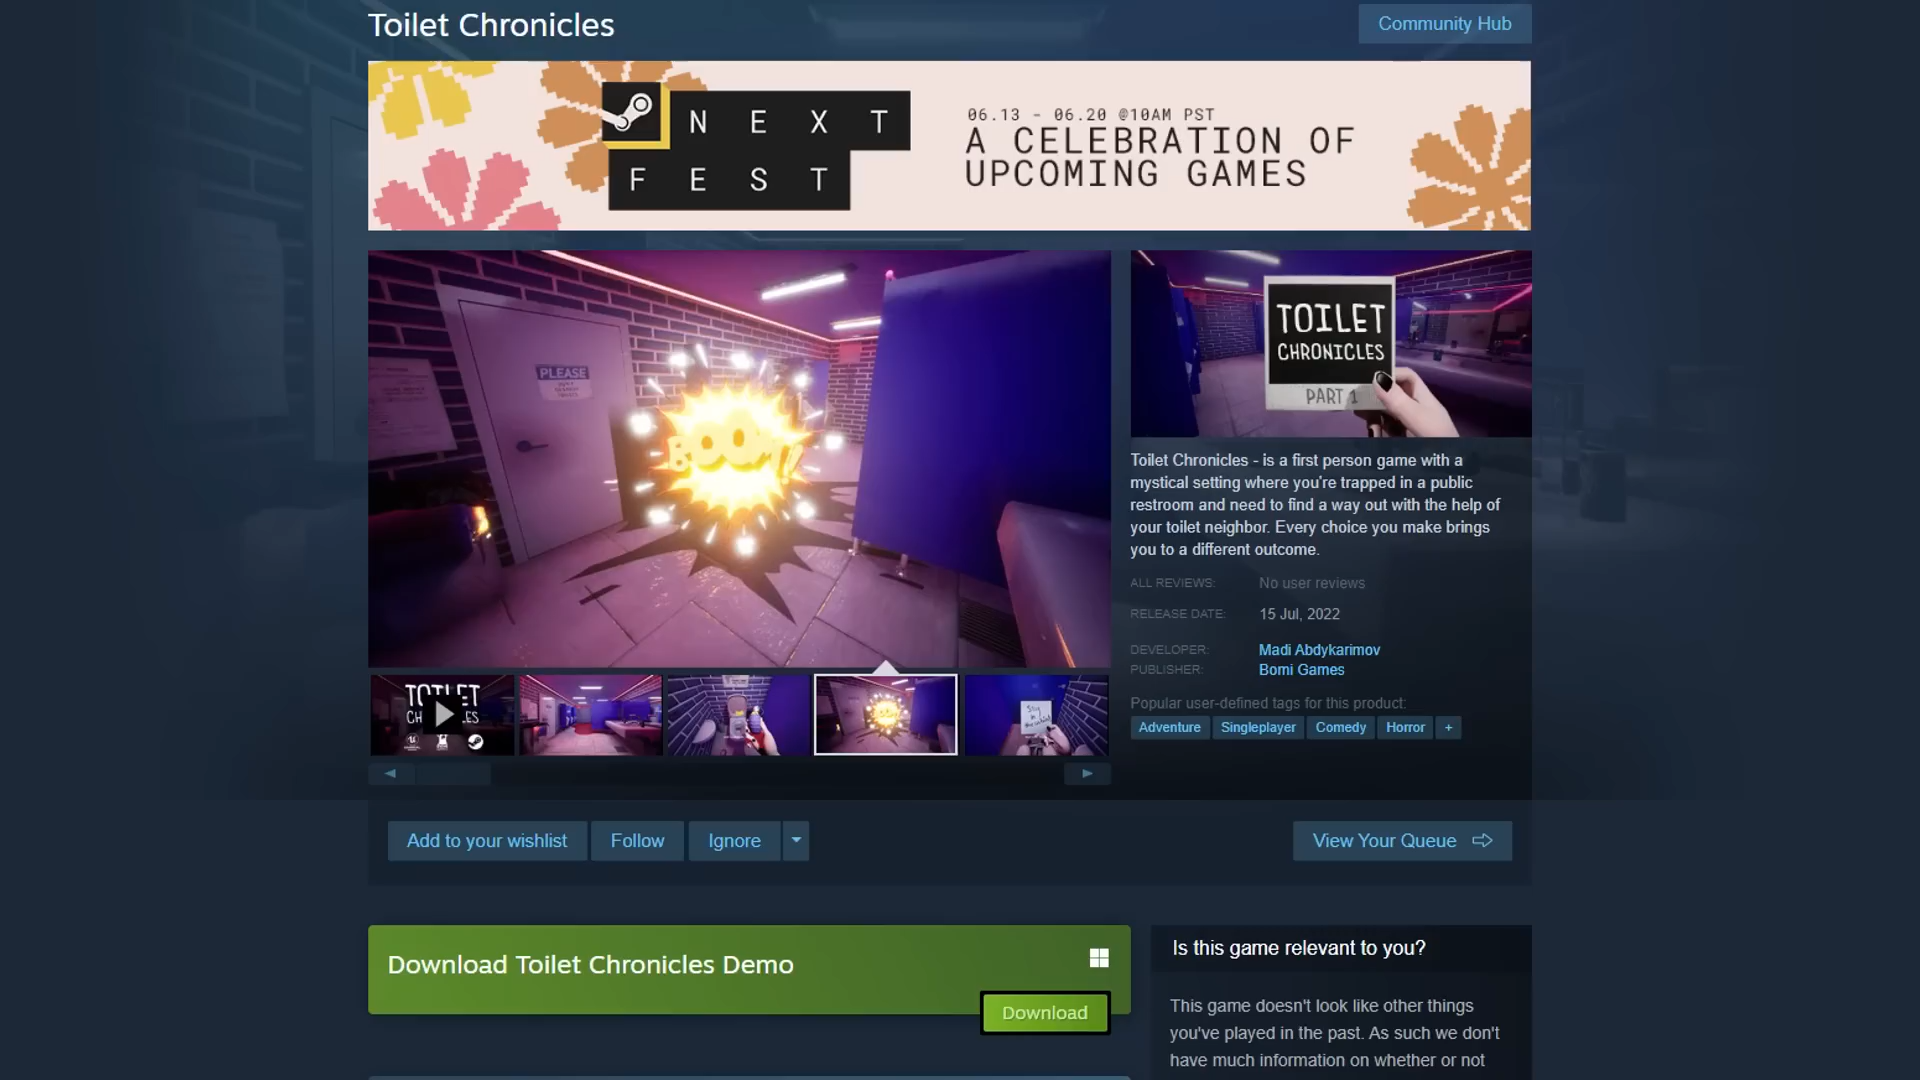 Toilet Chronicles
Community Hub
NEXT
FEST
06.13 - 06.20 @10AM PST
A CELEBRATION OF
UPCOMING GAMES
PLEASE
BOOM!
TOILET
CHRONICLES
PART 1
Toilet Chronicles - is a first person game with a
mystical setting where you're trapped in a public
restroom and need to find a way out with the help of
your toilet neighbor. Every choice you make brings
you to a different outcome.
ALL REVIEWS: No user reviews
RELEASE DATE: 15 Jul, 2022
DEVELOPER: Madi Abdykarimov
PUBLISHER: Bomi Games
Popular user-defined tags for this product:
Adventure Singleplayer Comedy Horror +
Add to your wishlist Follow Ignore
View Your Queue
Download Toilet Chronicles Demo
Download
Is this game relevant to you?
This game doesn't look like other things
you've played in the past. As such we don't
have much information on whether or not